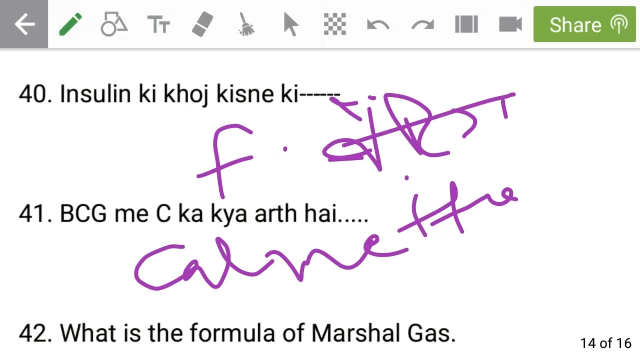 Share
40. Insulin ki khoj kisne ki------
F.
41. BCG me C ka kya arth hai.....
Calmette
42. What is the formula of Marshal Gas.
14 of 16